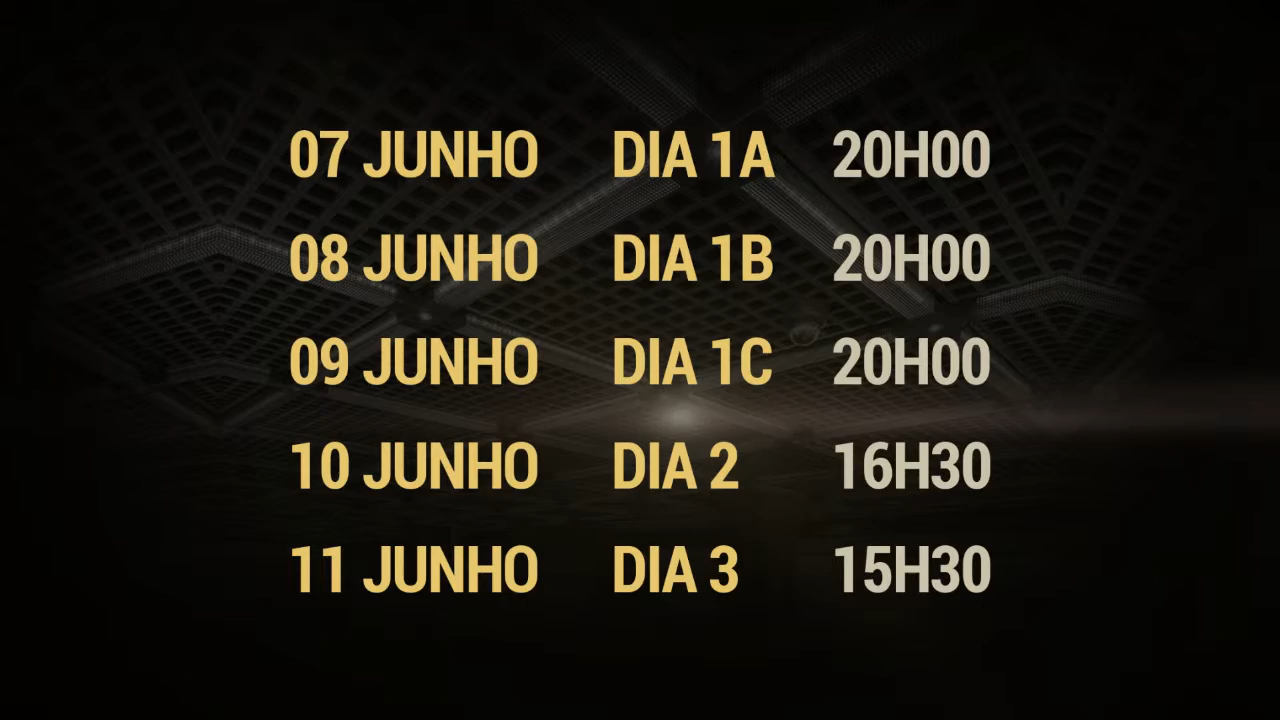 07 JUNHO DIA 1A 20H00
08 JUNHO DIA 1B 20H00
09 JUNHO DIA 1C 20H00
10 JUNHO DIA 2 16H30
11 JUNHO DIA 3 15H30